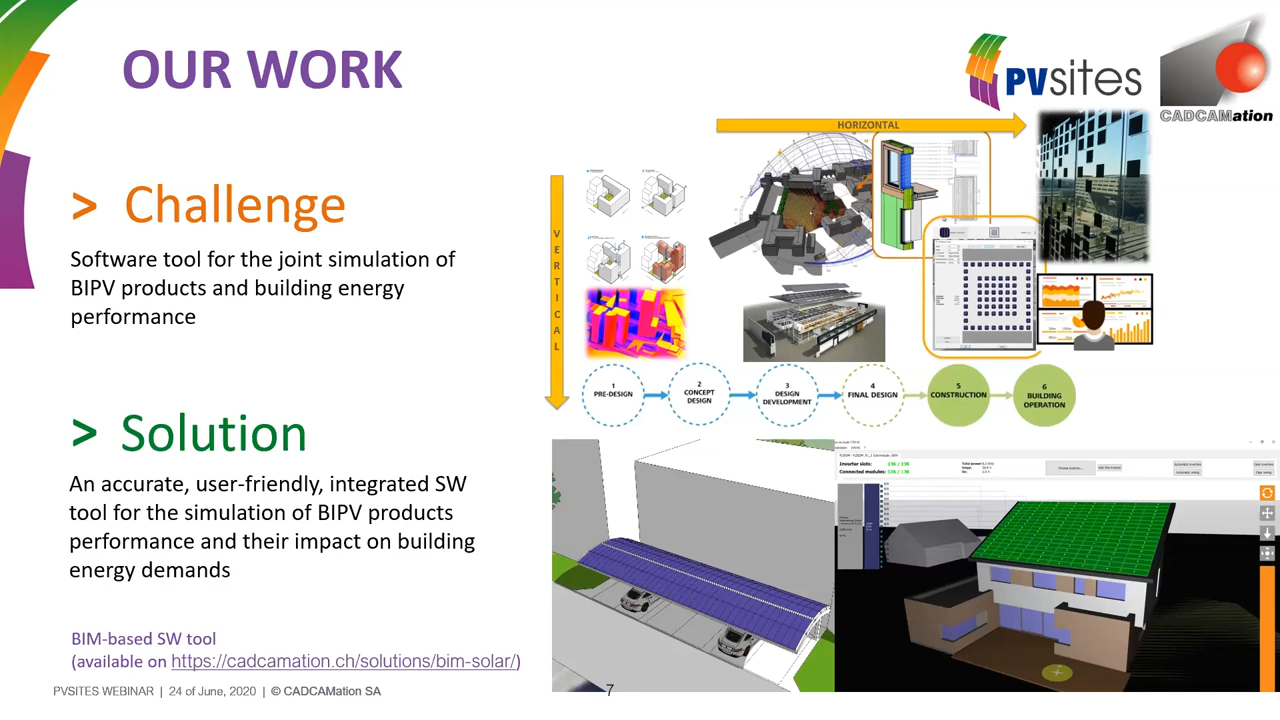 OUR WORK
PVsites
CADCAMation
HORIZONTAL
VERTICAL
> Challenge
Software tool for the joint simulation of
BIPV products and building energy
performance
1
PRE-DESIGN
2
CONCEPT
DESIGN
3
DESIGN
DEVELOPMENT
4
FINAL DESIGN
5
CONSTRUCTION
6
BUILDING
OPERATION
> Solution
An accurate, user-friendly, integrated SW
tool for the simulation of BIPV products
performance and their impact on building
energy demands
Inverter slots: 136 / 136
Connected modules: 136 / 136
BIM-based SW tool
(available on https://cadcamation.ch/solutions/bim-solar/)
PVSITES WEBINAR | 24 of June, 2020 | © CADCAMation SA
7